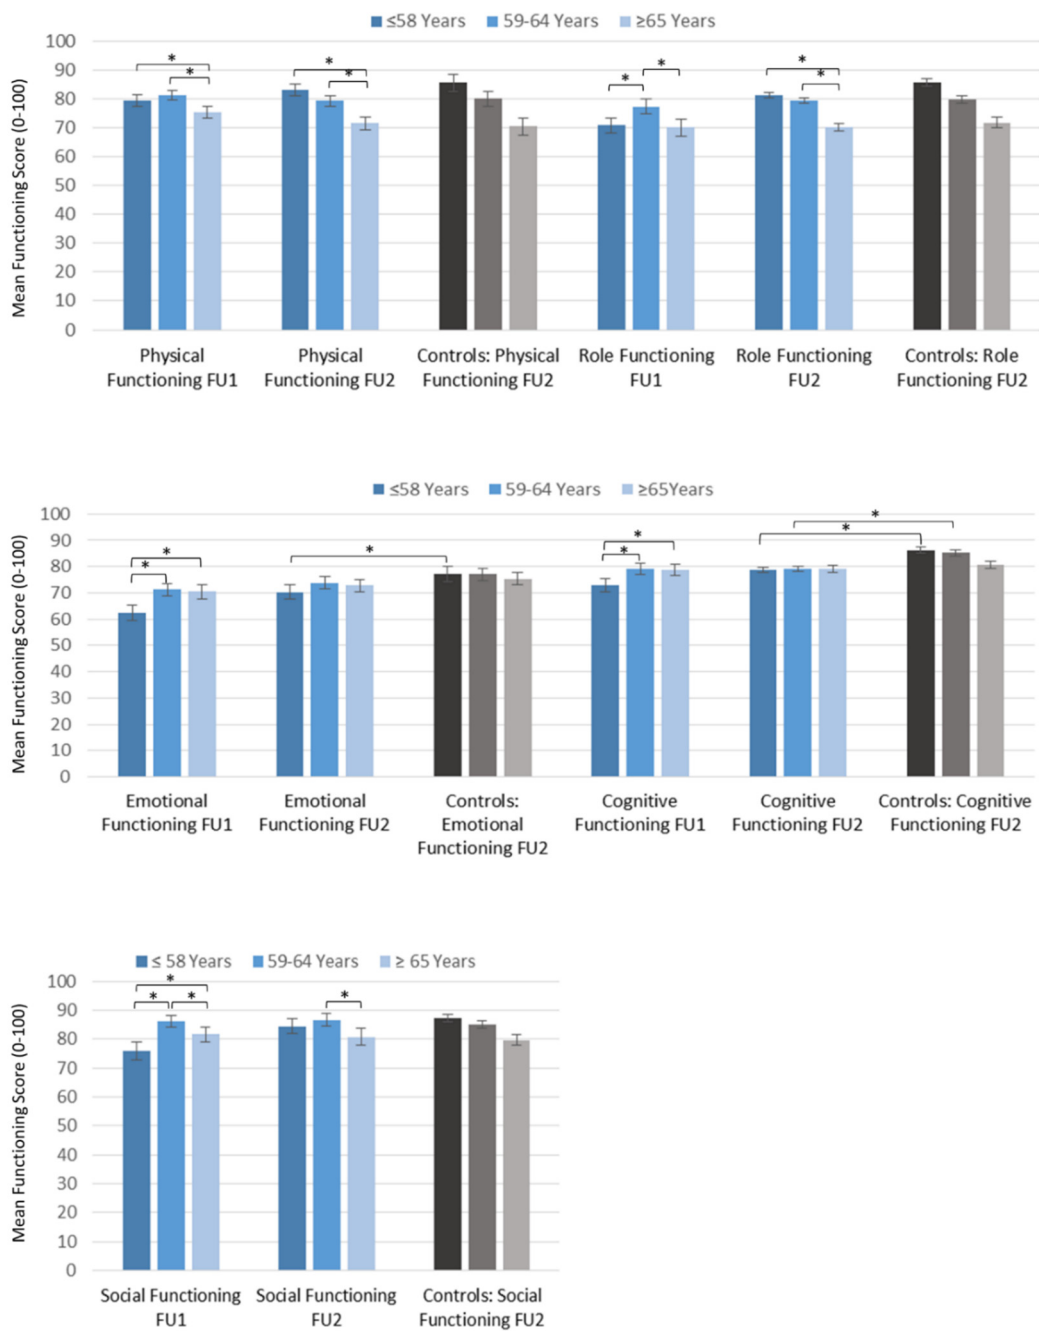 ≤58 Years 59-64 Years ≥65 Years
Mean Functioning Score (0-100)
100
90
80
70
60
50
40
30
20
10
0
* * * * * * * *
Physical Functioning FU1
Physical Functioning FU2
Controls: Physical Functioning FU2
Role Functioning FU1
Role Functioning FU2
Controls: Role Functioning FU2
≤58 Years 59-64 Years ≥65Years
Mean Functioning Score (0-100)
100
90
80
70
60
50
40
30
20
10
0
* * * * * * *
Emotional Functioning FU1
Emotional Functioning FU2
Controls: Emotional Functioning FU2
Cognitive Functioning FU1
Cognitive Functioning FU2
Controls: Cognitive Functioning FU2
≤ 58 Years 59-64 Years ≥ 65 Years
Mean Functioning Score (0-100)
100
90
80
70
60
50
40
30
20
10
0
* * * *
Social Functioning FU1
Social Functioning FU2
Controls: Social Functioning FU2